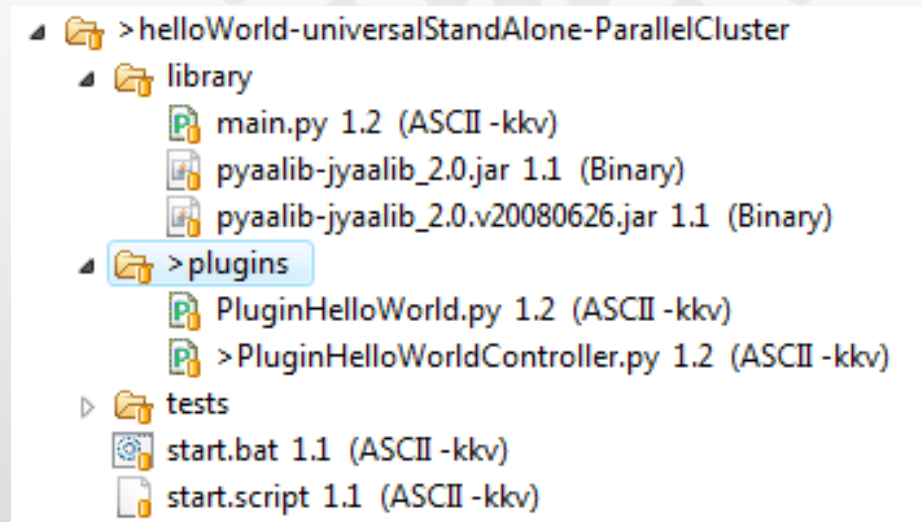 >helloWorld-universalStandAlone-ParallelCluster
library
main.py 1.2 (ASCII -kkv)
pyaalib-jyaalib_2.0.jar 1.1 (Binary)
pyaalib-jyaalib_2.0.v20080626.jar 1.1 (Binary)
>plugins
PluginHelloWorld.py 1.2 (ASCII -kkv)
>PluginHelloWorldController.py 1.2 (ASCII -kkv)
tests
start.bat 1.1 (ASCII -kkv)
start.script 1.1 (ASCII -kkv)